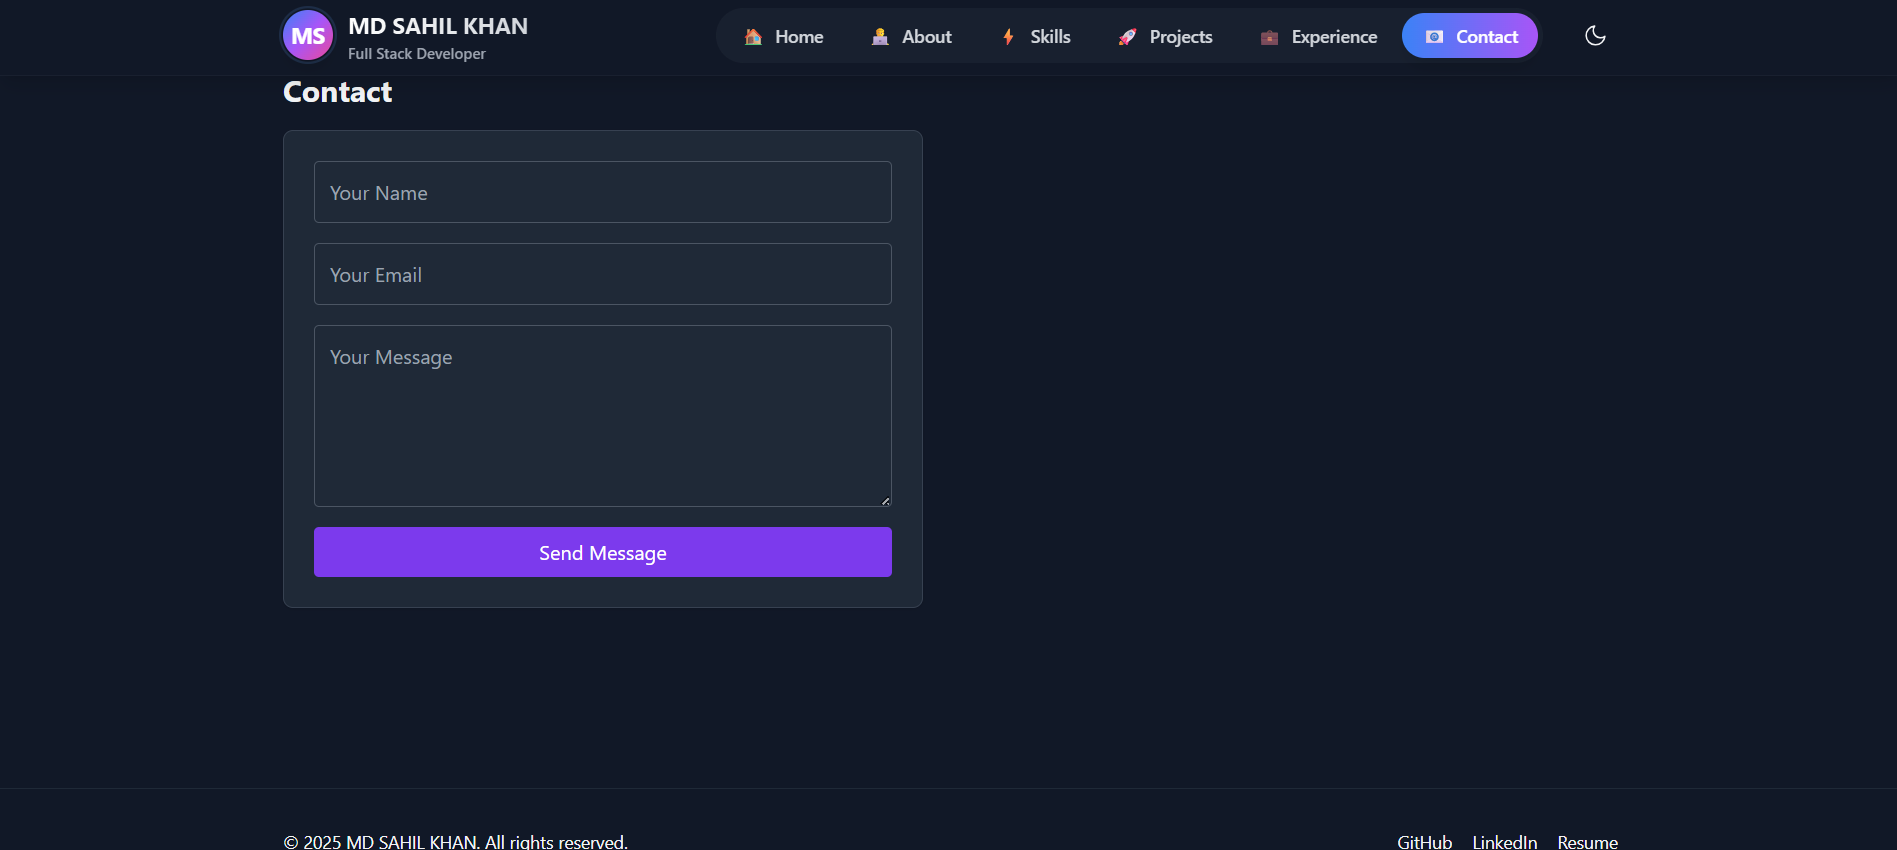 MS
MD SAHIL KHAN
Full Stack Developer
Home
About
Skills
Projects
Experience
Contact
Contact
Your Name
Your Email
Your Message
Send Message
© 2025 MD SAHIL KHAN. All rights reserved.
GitHub
LinkedIn
Resume